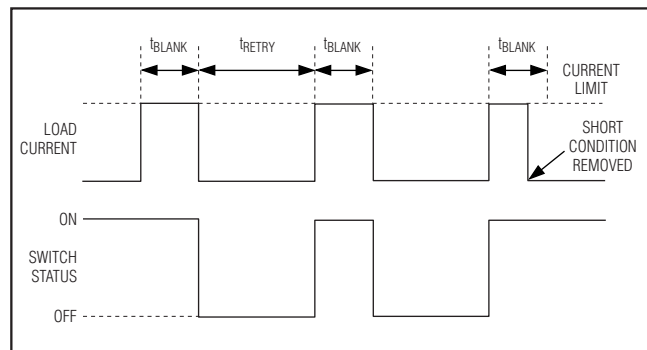 tBLANK
tRETRY
tBLANK
tBLANK
CURRENT
LIMIT
LOAD
CURRENT
SHORT
CONDITION
REMOVED
ON
SWITCH
STATUS
OFF